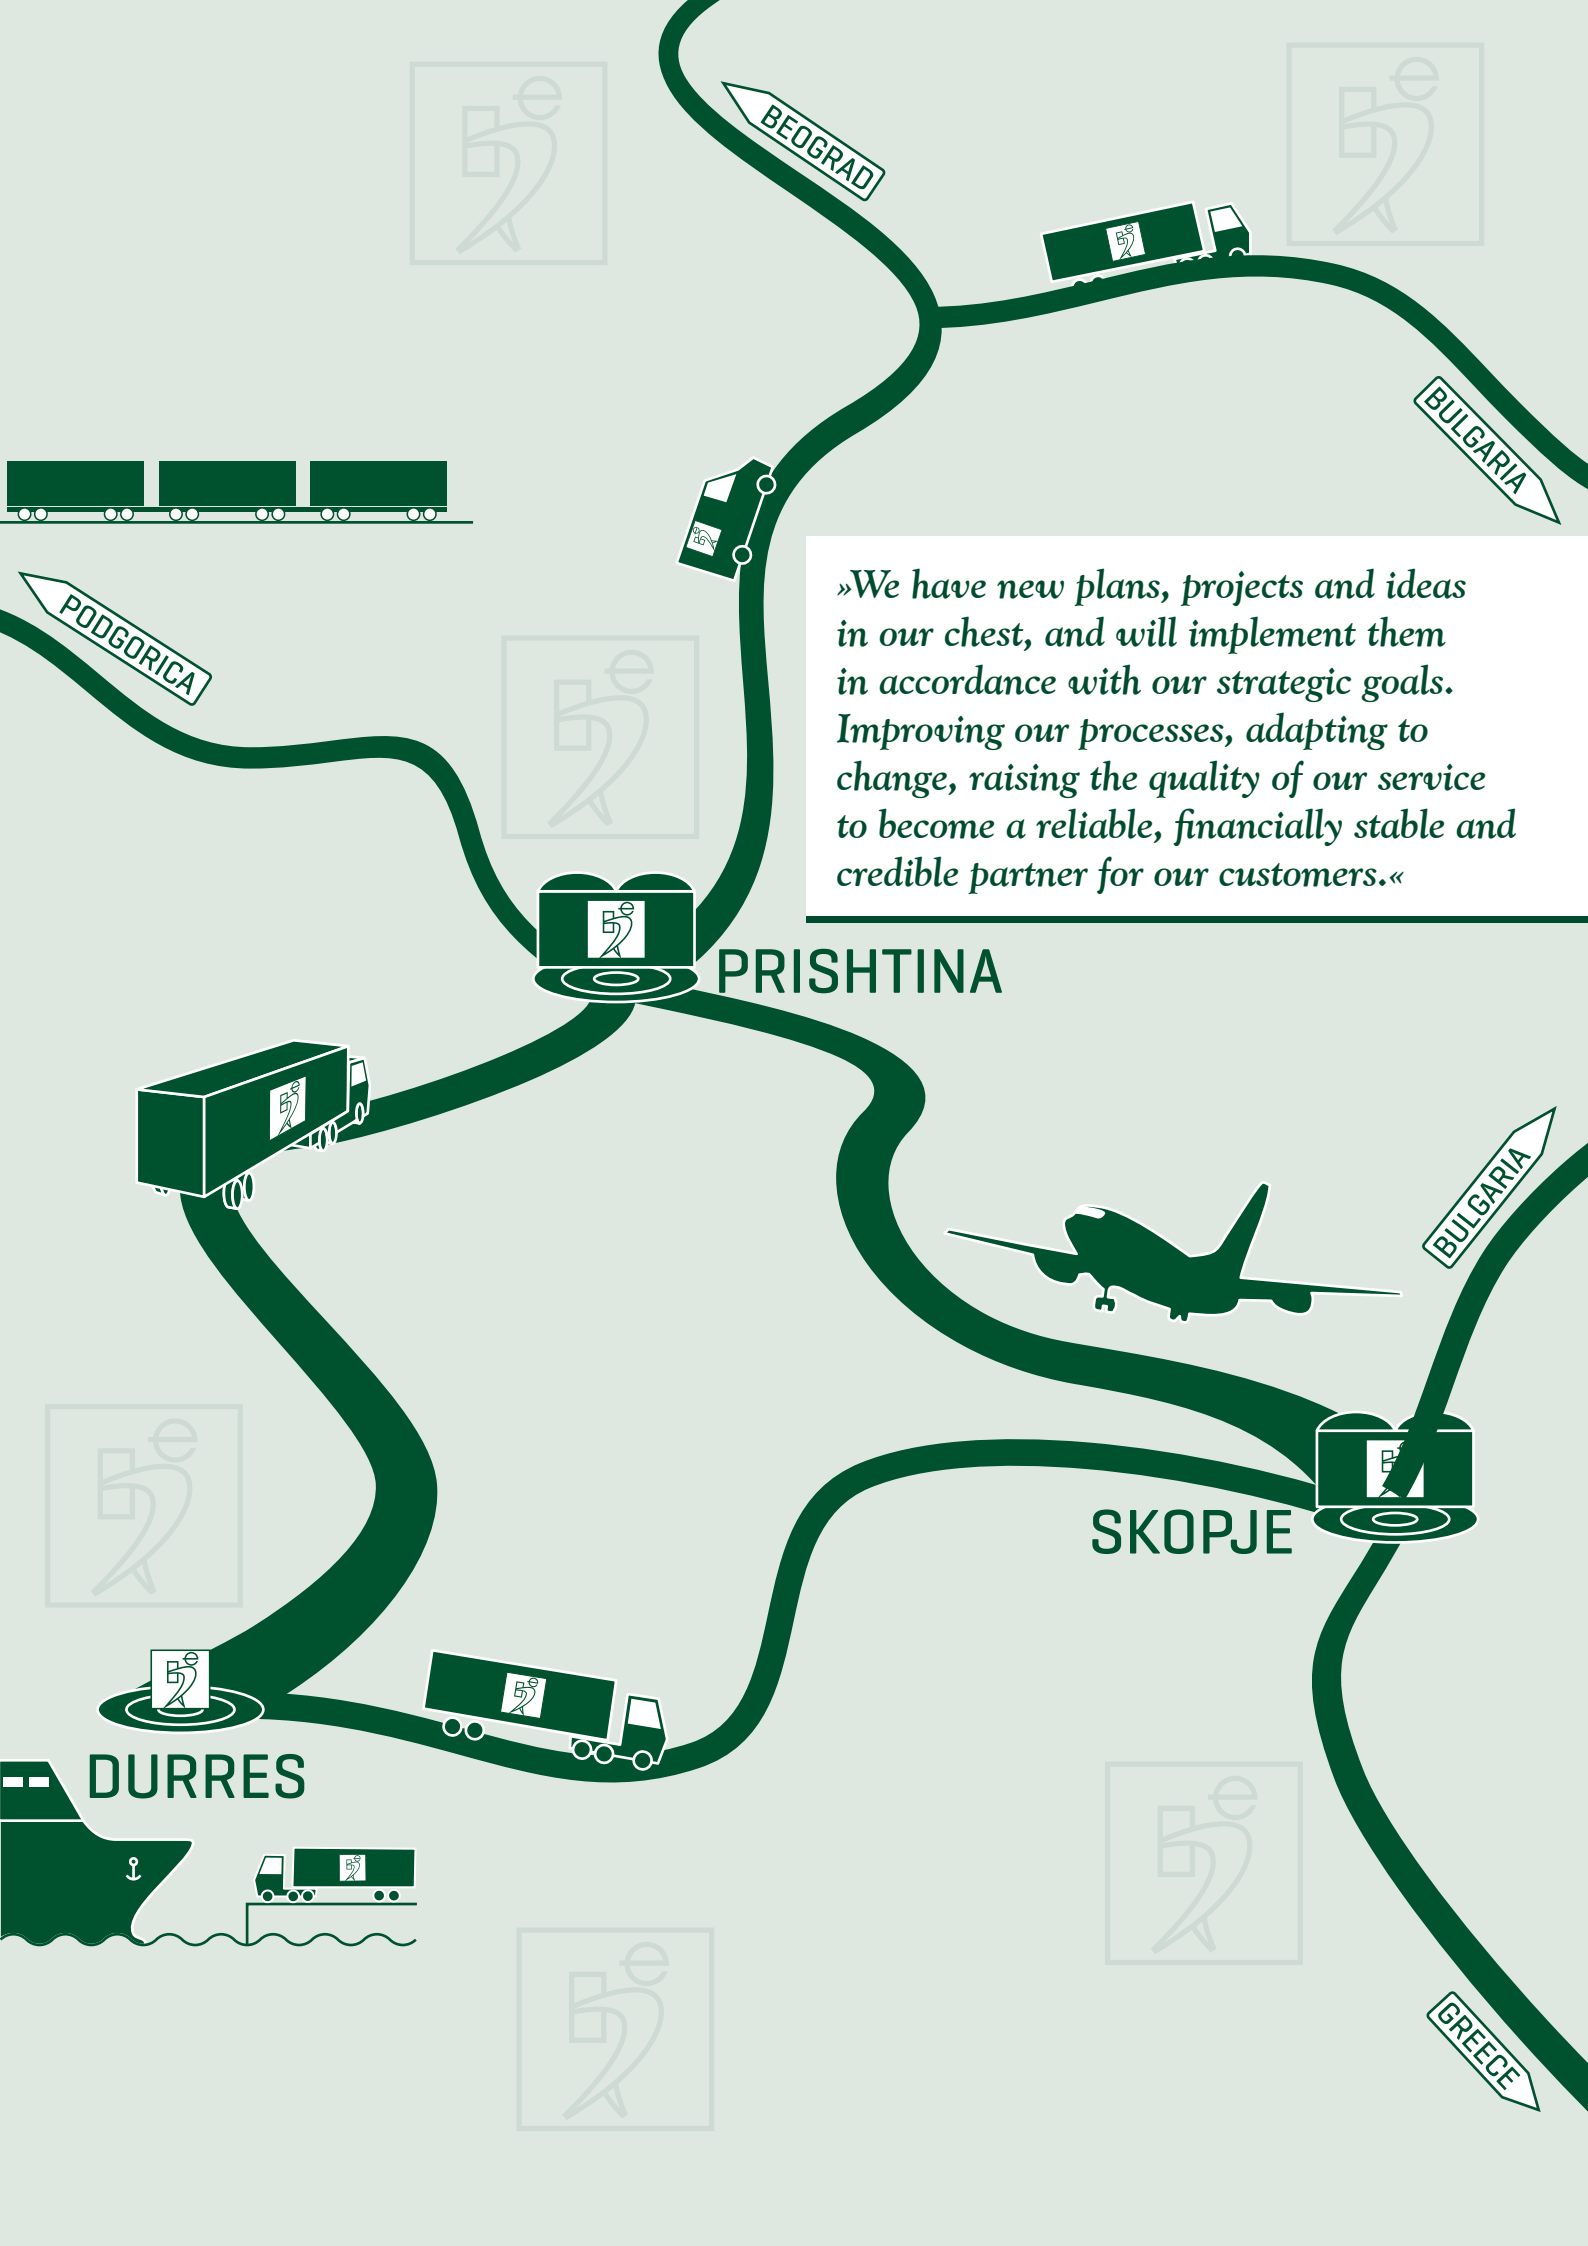 BEOGRAD
BULGARIA
PODGORICA
»We have new plans, projects and ideas
in our chest, and will implement them
in accordance with our strategic goals.
Improving our processes, adapting to
change, raising the quality of our service
to become a reliable, financially stable and
credible partner for our customers.«
PRISHTINA
BULGARIA
SKOPJE
DURRES
GREECE